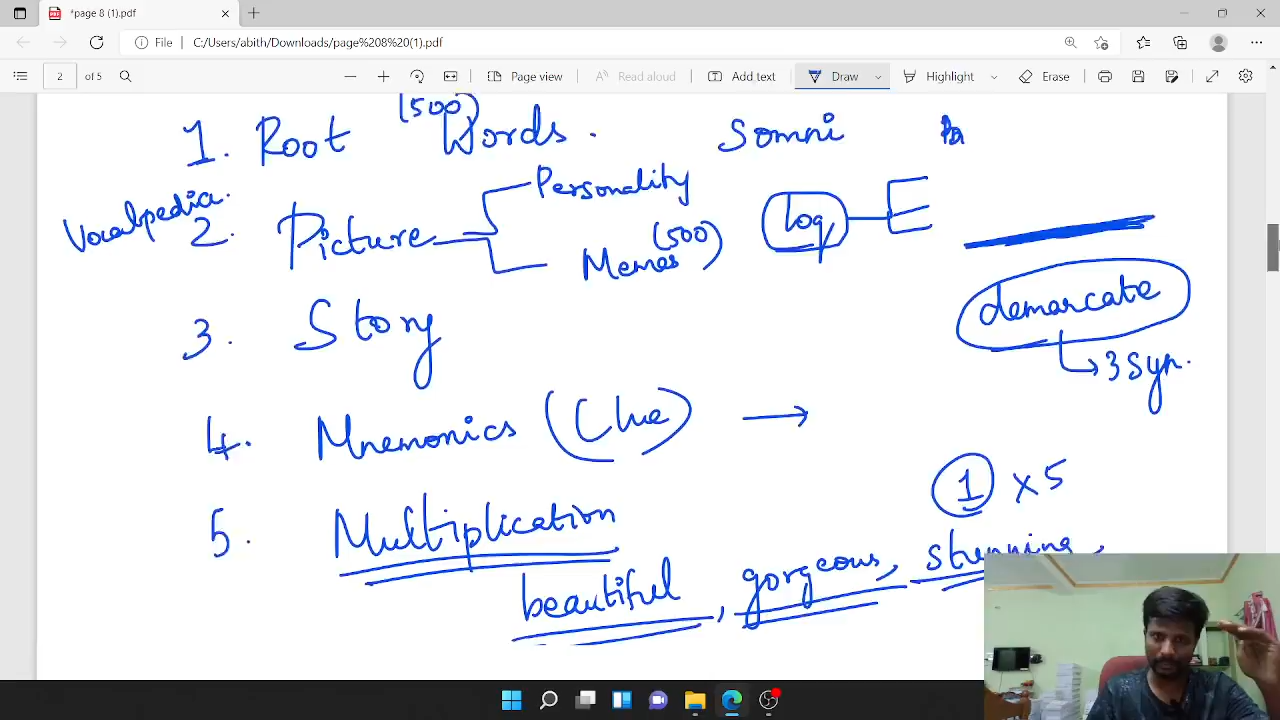 *page 8 (1).pdf
File C:/Users/abith/Downloads/page%208%20(1).pdf
2 of 5 Page view Read aloud Add text Draw Highlight Erase
(500)
1. Root Words. Somni
Vocabpedia.
2. Picture Personality log E
Memes (500)
demarcate
3 Syn.
3. Story
4. Mnemonics (Clue)
1 x 5
5. Multiplication
beautiful, gorgeous, stunning,